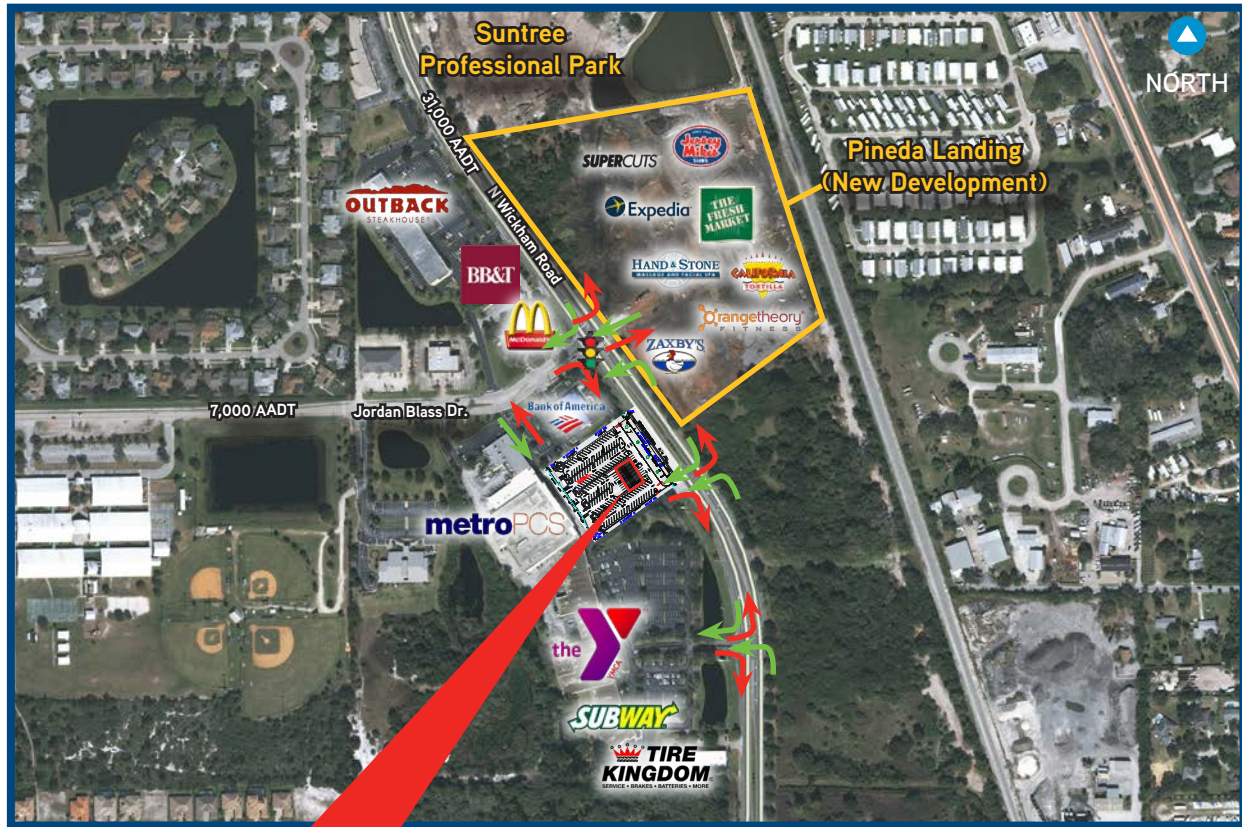 Suntree
Professional Park
NORTH
31,000 AADT
N Wickham Road
SUPERCUTS
Jersey
Mike's
SUBS
Pineda Landing
(New Development)
OUTBACK
STEAKHOUSE
Expedia
THE
FRESH
MARKET
BB&T
HAND & STONE
MASSAGE AND FACIAL SPA
CALIFORNIA
TORTILLA
McDonald's
Orangetheory
FITNESS
ZAXBY'S
7,000 AADT
Jordan Blass Dr.
Bank of America
metroPCS
the
YMCA
SUBWAY
TIRE
KINGDOM
SERVICE • BRAKES • BATTERIES • MORE